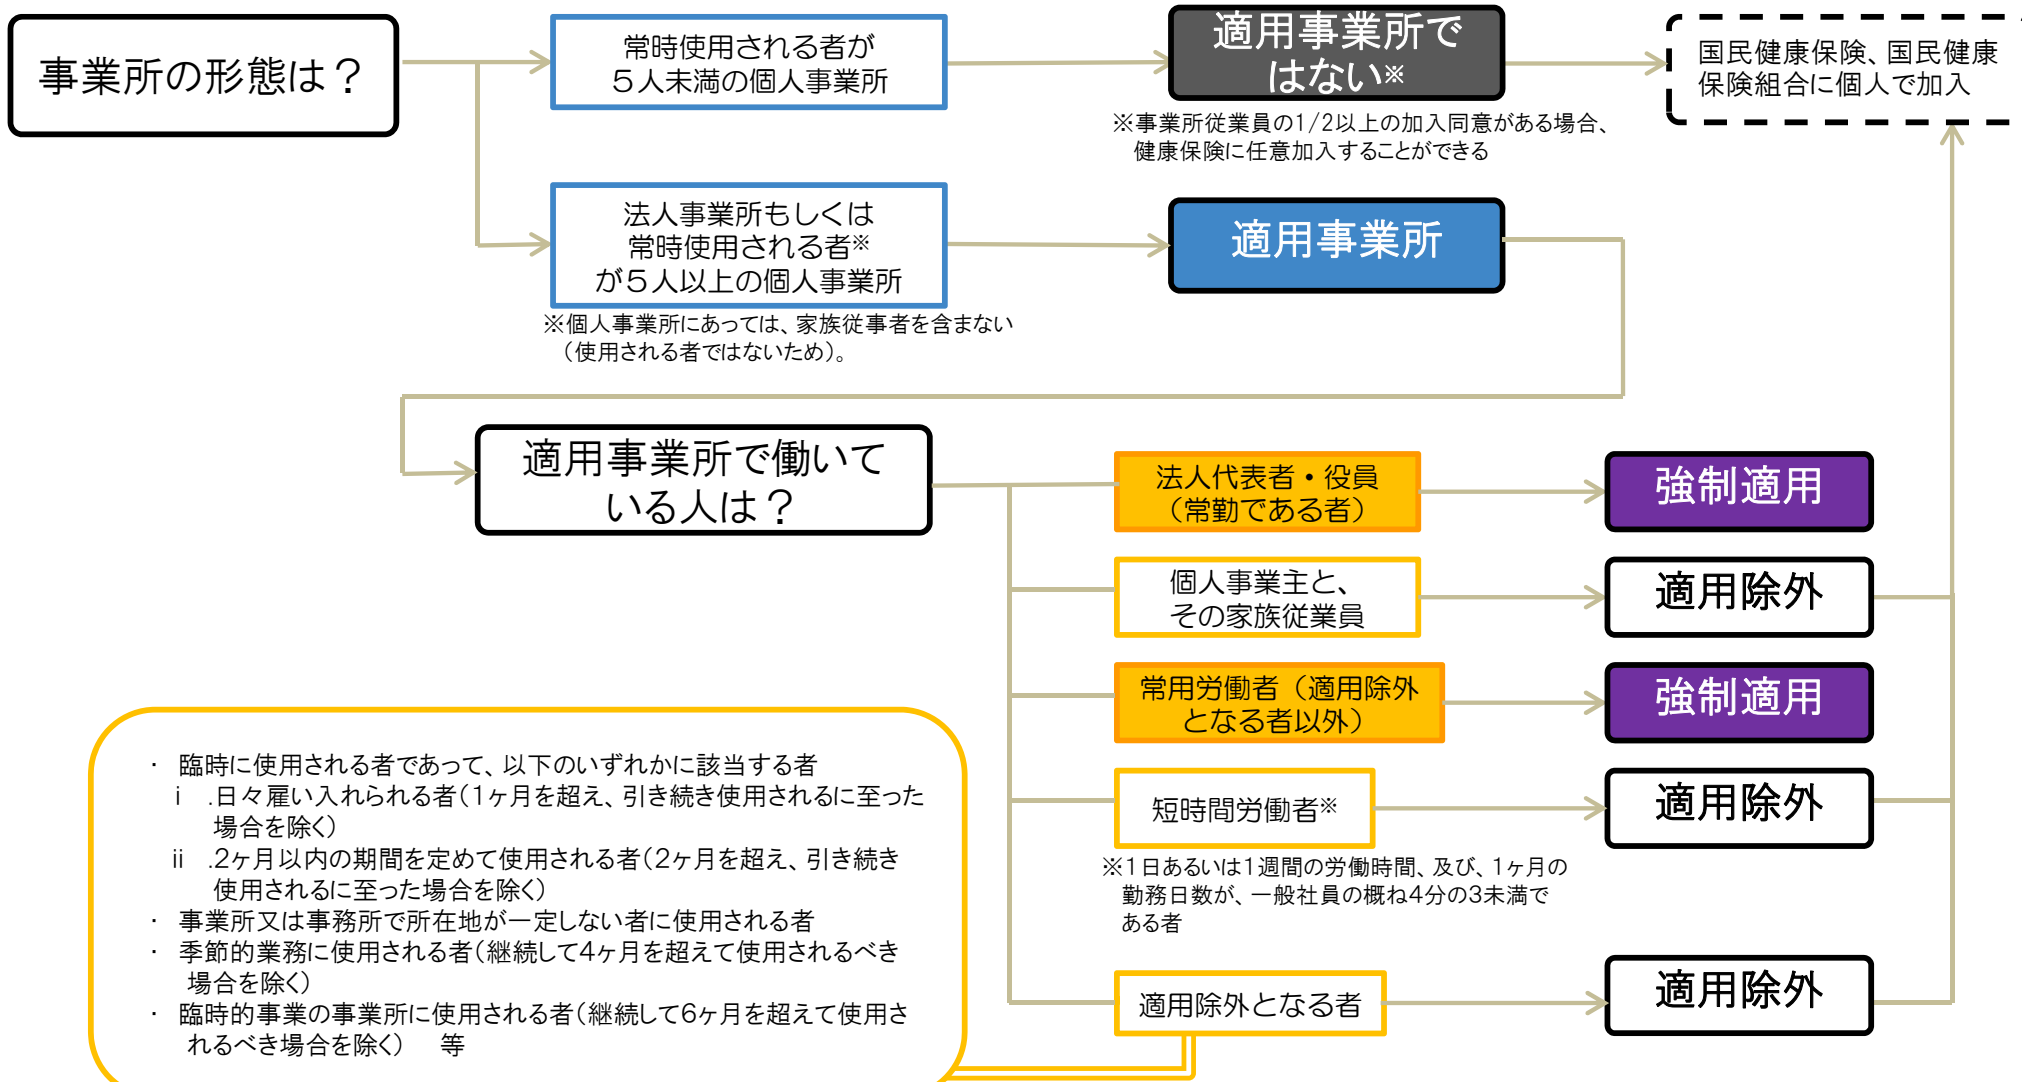 事業所の形態は？
常時使用される者が
５人未満の個人事業所
適用事業所で
はない※
国民健康保険、国民健康
保険組合に個人で加入
※事業所従業員の1/2以上の加入同意がある場合、
健康保険に任意加入することができる
法人事業所もしくは
常時使用される者※
が５人以上の個人事業所
適用事業所
※個人事業所にあっては、家族従事者を含まない
（使用される者ではないため）。
適用事業所で働いて
いる人は？
法人代表者・役員
（常勤である者）
強制適用
個人事業主と、
その家族従業員
適用除外
常用労働者（適用除外
となる者以外）
強制適用
短時間労働者※
適用除外
※1日あるいは1週間の労働時間、及び、1ヶ月の
勤務日数が、一般社員の概ね4分の3未満で
ある者
適用除外となる者
適用除外
・ 臨時に使用される者であって、以下のいずれかに該当する者
ⅰ .日々雇い入れられる者（1ヶ月を超え、引き続き使用されるに至った
場合を除く）
ⅱ .2ヶ月以内の期間を定めて使用される者（2ヶ月を超え、引き続き
使用されるに至った場合を除く）
・ 事業所又は事務所で所在地が一定しない者に使用される者
・ 季節的業務に使用される者（継続して4ヶ月を超えて使用されるべき
場合を除く）
・ 臨時的事業の事業所に使用される者（継続して6ヶ月を超えて使用さ
れるべき場合を除く） 等